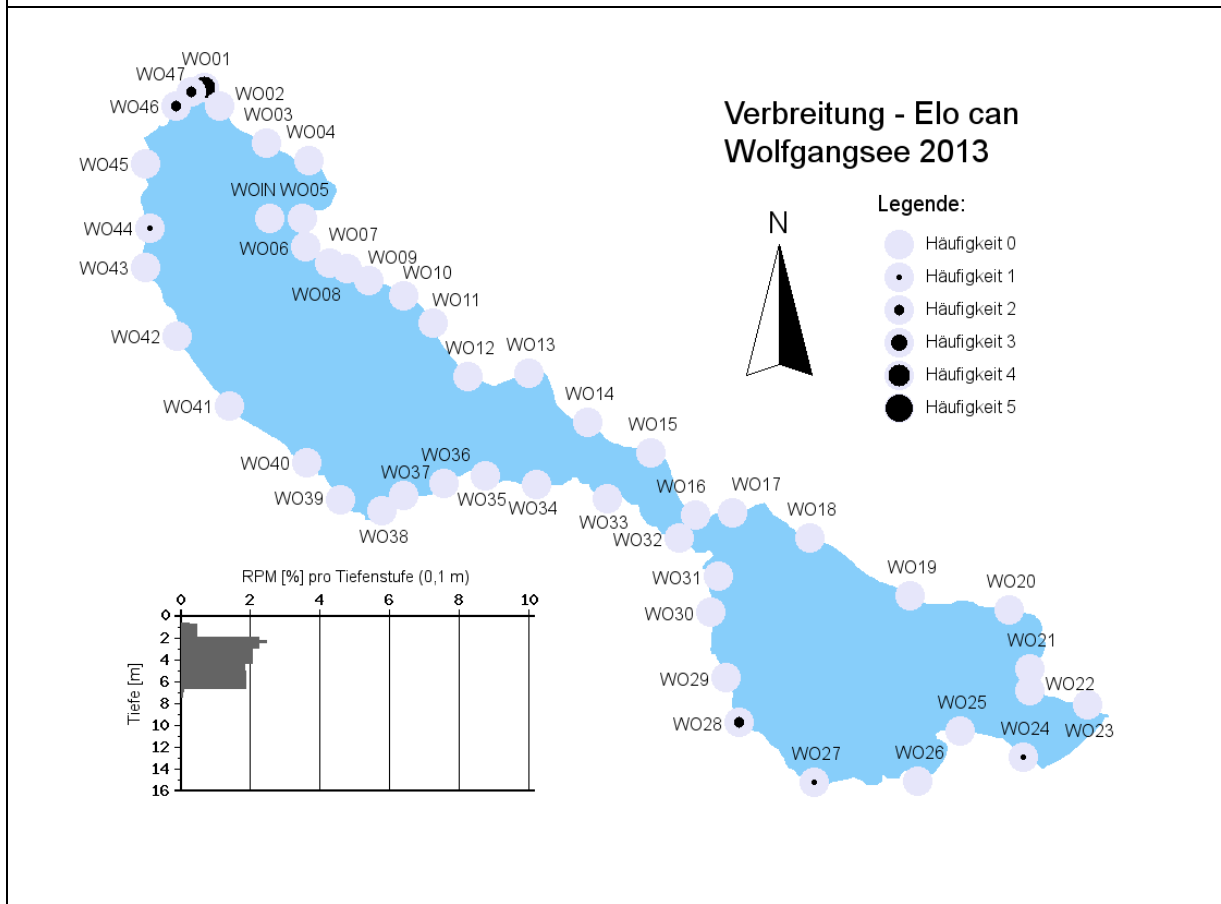 WO01
WO47
WO46
WO02
WO03
WO04
WO45
WOIN WO05
WO44
WO06
WO07
WO43
WO08
WO09
WO10
WO11
WO42
WO12
WO13
WO41
WO14
WO15
WO40
WO36
WO37
WO39
WO35
WO34
WO38
WO33
WO16
WO17
WO32
WO18
WO31
WO30
WO19
WO20
WO29
WO21
WO22
WO28
WO25
WO24
WO23
WO27
WO26
Verbreitung - Elo can
Wolfgangsee 2013
N
Legende:
Häufigkeit 0
Häufigkeit 1
Häufigkeit 2
Häufigkeit 3
Häufigkeit 4
Häufigkeit 5
RPM [%] pro Tiefenstufe (0,1 m)
0 2 4 6 8 10
Tiefe [m]
0
2
4
6
8
10
12
14
16